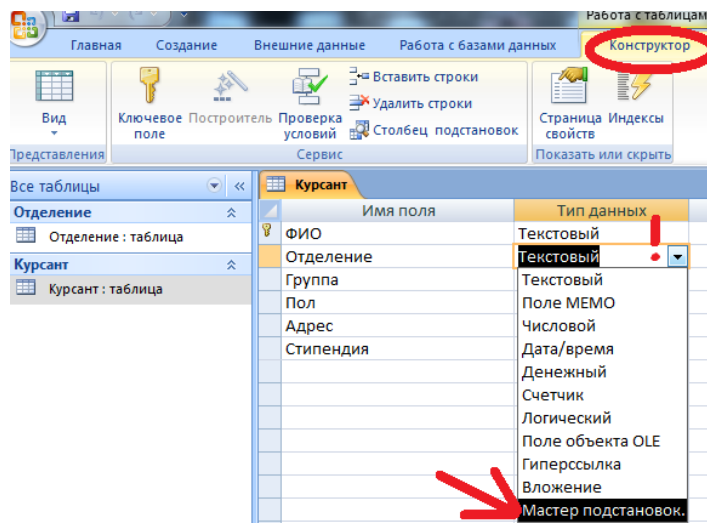 Работа с таблицам
Главная Создание Внешние данные Работа с базами данных Конструктор
Вид
Ключевое поле
Построитель
Проверка условий
Вставить строки
Удалить строки
Столбец подстановок
Страница свойств
Индексы
Представления Сервис Показать или скрыть
Все таблицы «
Курсант
Отделение
Отделение : таблица
Курсант
Курсант : таблица
Имя поля Тип данных
ФИО Текстовый
Отделение Текстовый
Группа
Пол
Адрес
Стипендия
Текстовый
Поле МЕМО
Числовой
Дата/время
Денежный
Счетчик
Логический
Поле объекта OLE
Гиперссылка
Вложение
Мастер подстановок.
!